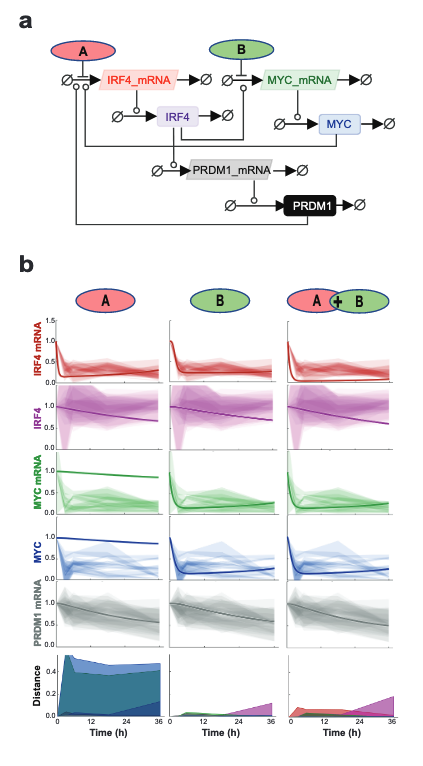 a
A
B
∅
IRF4_mRNA
∅
∅
MYC_mRNA
∅
∅
IRF4
∅
∅
MYC
∅
∅
PRDM1_mRNA
∅
∅
PRDM1
∅
b
A
B
A + B
IRF4 mRNA
1.5
1.0
0.5
0.0
IRF4
1.0
0.5
0.0
MYC mRNA
1.0
0.5
0.0
MYC
1.0
0.5
0.0
PRDM1 mRNA
1.0
0.5
0.0
Distance
0.4
0.2
0.0
0 12 24 36
0 12 24 36
0 12 24 36
Time (h)
Time (h)
Time (h)